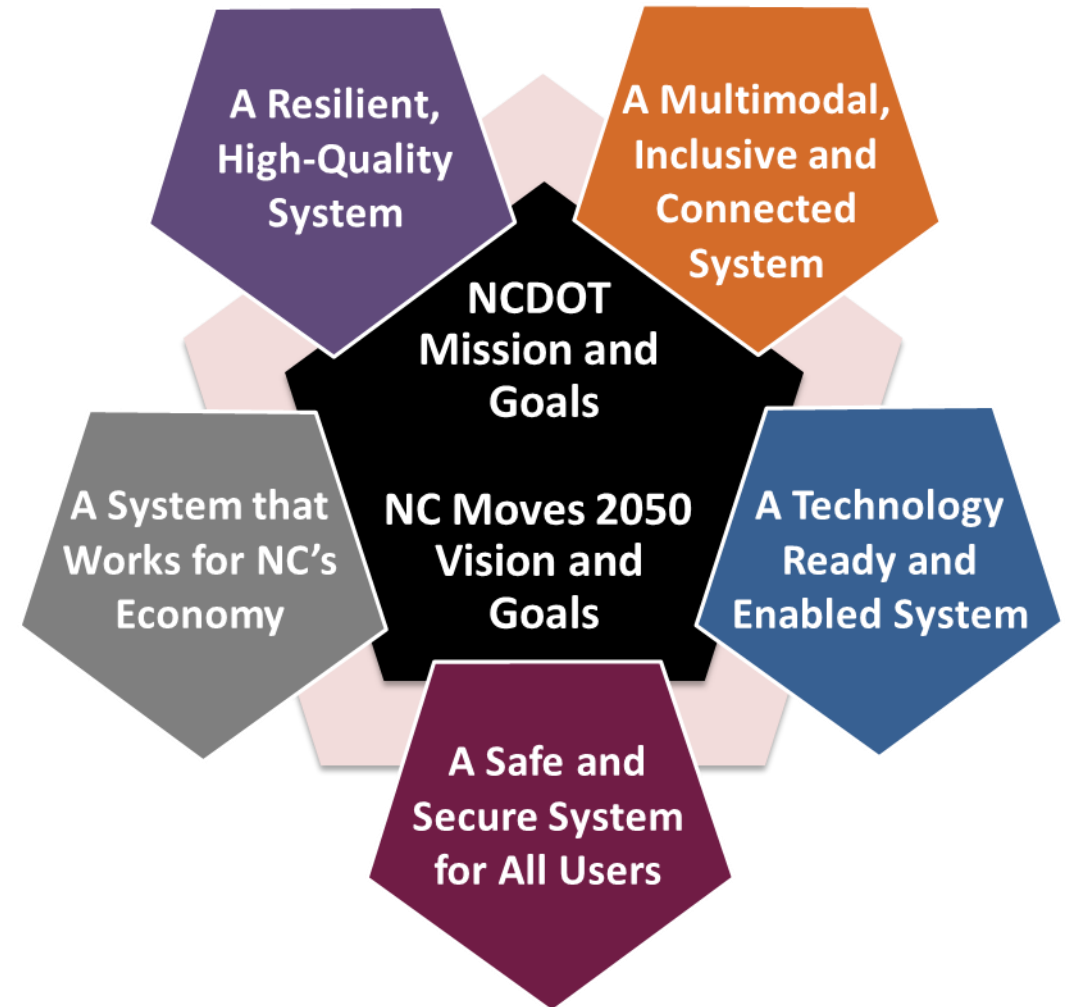 A Resilient,
High-Quality
System
A Multimodal,
Inclusive and
Connected
System
NCDOT
Mission and
Goals
NC Moves 2050
Vision and
Goals
A System that
Works for NC’s
Economy
A Technology
Ready and
Enabled System
A Safe and
Secure System
for All Users